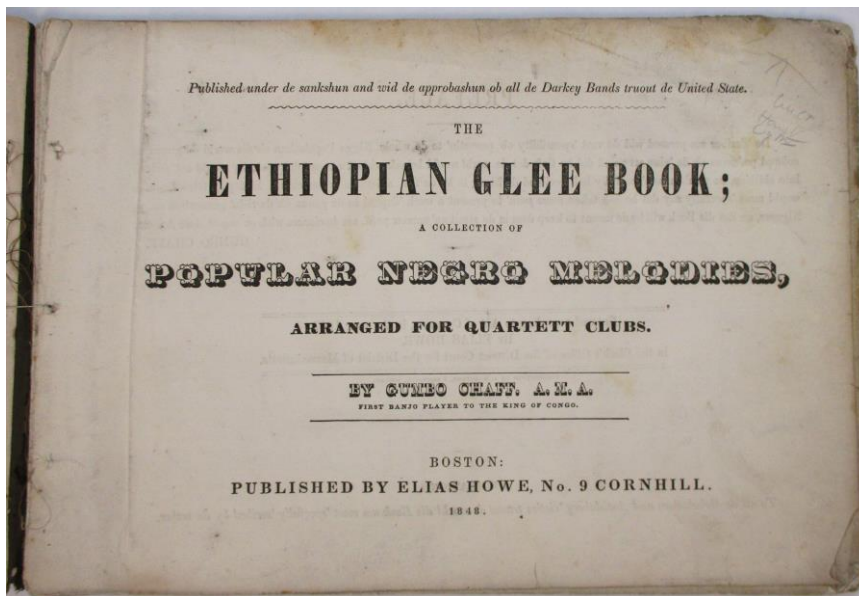 Published under de sankshun and wid de approbashun ob all de Darkey Bands truout de United State.
THE
ETHIOPIAN GLEE BOOK;
A COLLECTION OF
POPULAR NEGRO MELODIES,
ARRANGED FOR QUARTETT CLUBS.
BY GUMBO CHAFF, A. M. A.
FIRST BANJO PLAYER TO THE KING OF CONGO.
BOSTON:
PUBLISHED BY ELIAS HOWE, No. 9 CORNHILL.
1848.